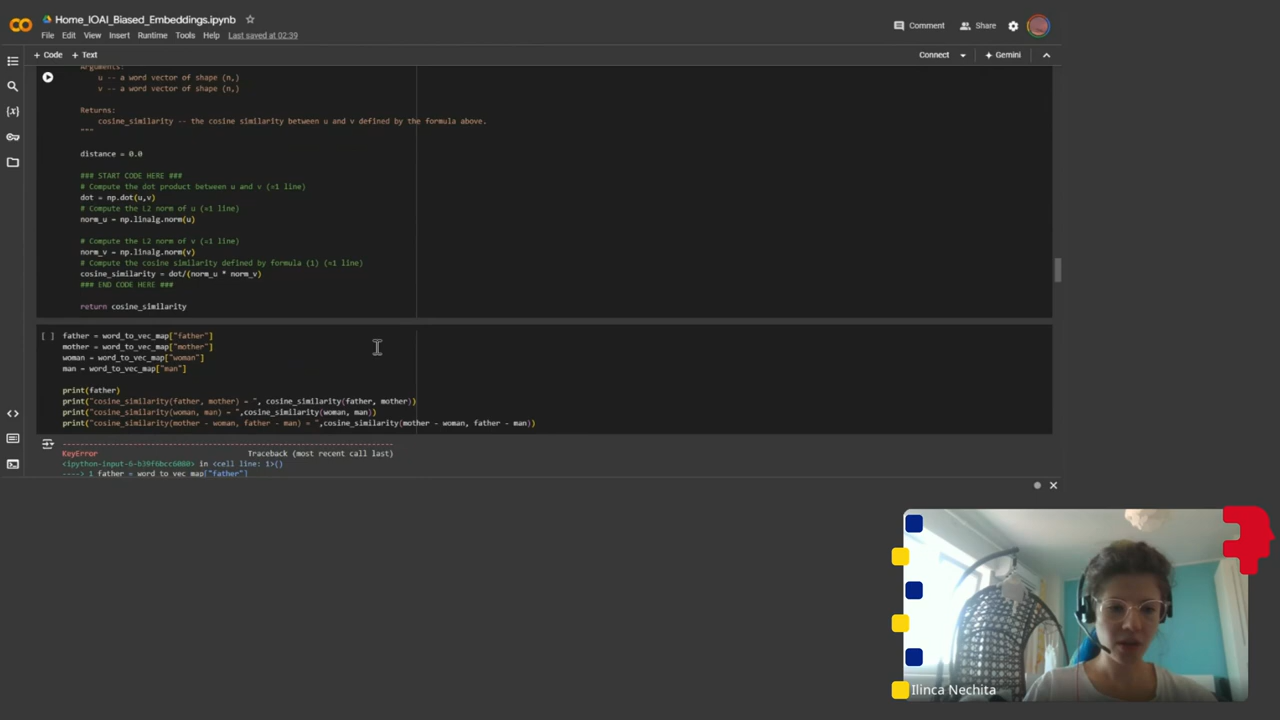 Home_IOAI_Biased_Embeddings.ipynb
Comment
Share
File Edit View Insert Runtime Tools Help Last saved at 02:39
+ Code + Text
Connect
Gemini
Arguments:
u -- a word vector of shape (n,)
v -- a word vector of shape (n,)
Returns:
cosine_similarity -- the cosine similarity between u and v defined by the formula above.
"""
distance = 0.0
### START CODE HERE ###
# Compute the dot product between u and v (≈1 line)
dot = np.dot(u,v)
# Compute the L2 norm of u (≈1 line)
norm_u = np.linalg.norm(u)
# Compute the L2 norm of v (≈1 line)
norm_v = np.linalg.norm(v)
# Compute the cosine similarity defined by formula (1) (≈1 line)
cosine_similarity = dot/(norm_u * norm_v)
### END CODE HERE ###
return cosine_similarity
[ ] father = word_to_vec_map["father"]
mother = word_to_vec_map["mother"]
woman = word_to_vec_map["woman"]
man = word_to_vec_map["man"]
print(father)
print("cosine_similarity(father, mother) = ", cosine_similarity(father, mother))
print("cosine_similarity(woman, man) = ",cosine_similarity(woman, man))
print("cosine_similarity(mother - woman, father - man) = ",cosine_similarity(mother - woman, father - man))
---------------------------------------------------------------------------
KeyError Traceback (most recent call last)
<ipython-input-6-b39f6bcc6080> in <cell line: 1>()
----> 1 father = word_to_vec_map["father"]
Ilinca Nechita